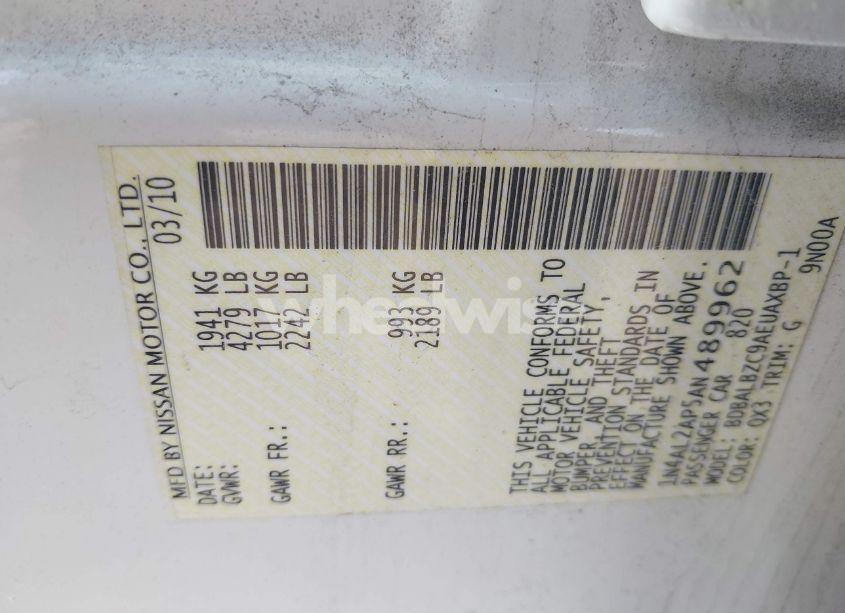 MFD BY NISSAN MOTOR CO., LTD.
DATE: 03/10
GVWR: 1941 KG
4279 LB
GAWR FR.: 1017 KG
2242 LB
GAWR RR.: 993 KG
2189 LB
THIS VEHICLE CONFORMS TO
ALL APPLICABLE FEDERAL
MOTOR VEHICLE SAFETY,
BUMPER, AND THEFT
PREVENTION STANDARDS IN
EFFECT ON THE DATE OF
MANUFACTURE SHOWN ABOVE.
1N4AL2AP5AN489962
PASSENGER CAR 820
MODEL: BDBALBZC9AEUAXBP-1
COLOR: QX3 TRIM: G 9N00A
wheelwise